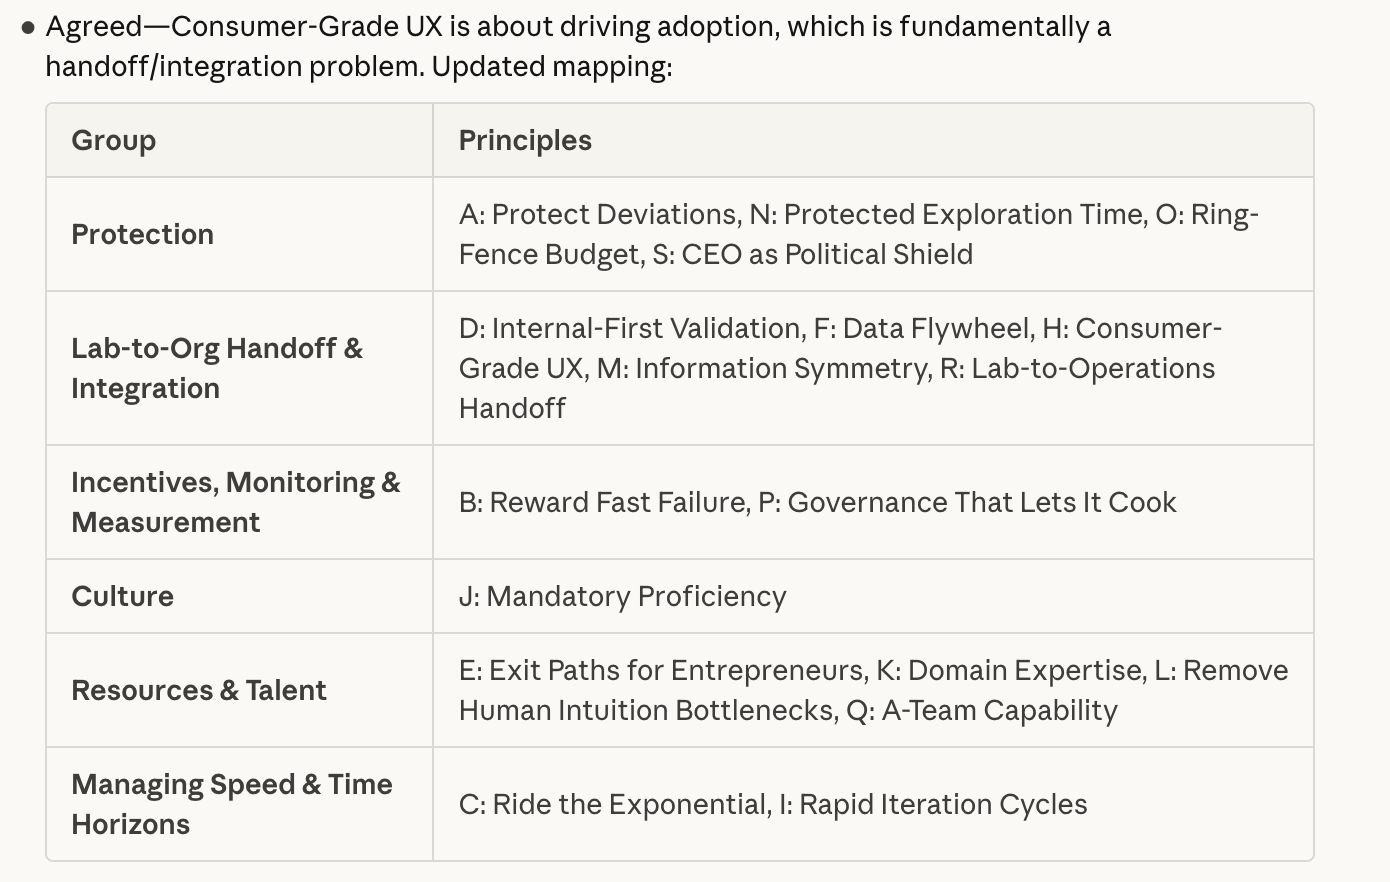 ● Agreed—Consumer-Grade UX is about driving adoption, which is fundamentally a
handoff/integration problem. Updated mapping:
Group
Principles
Protection
A: Protect Deviations, N: Protected Exploration Time, O: Ring-
Fence Budget, S: CEO as Political Shield
Lab-to-Org Handoff &
Integration
D: Internal-First Validation, F: Data Flywheel, H: Consumer-
Grade UX, M: Information Symmetry, R: Lab-to-Operations
Handoff
Incentives, Monitoring &
Measurement
B: Reward Fast Failure, P: Governance That Lets It Cook
Culture
J: Mandatory Proficiency
Resources & Talent
E: Exit Paths for Entrepreneurs, K: Domain Expertise, L: Remove
Human Intuition Bottlenecks, Q: A-Team Capability
Managing Speed & Time
Horizons
C: Ride the Exponential, I: Rapid Iteration Cycles